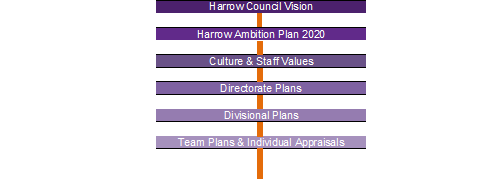 Harrow Council Vision
Harrow Ambition Plan 2020
Culture & Staff Values
Directorate Plans
Divisional Plans
Team Plans & Individual Appraisals